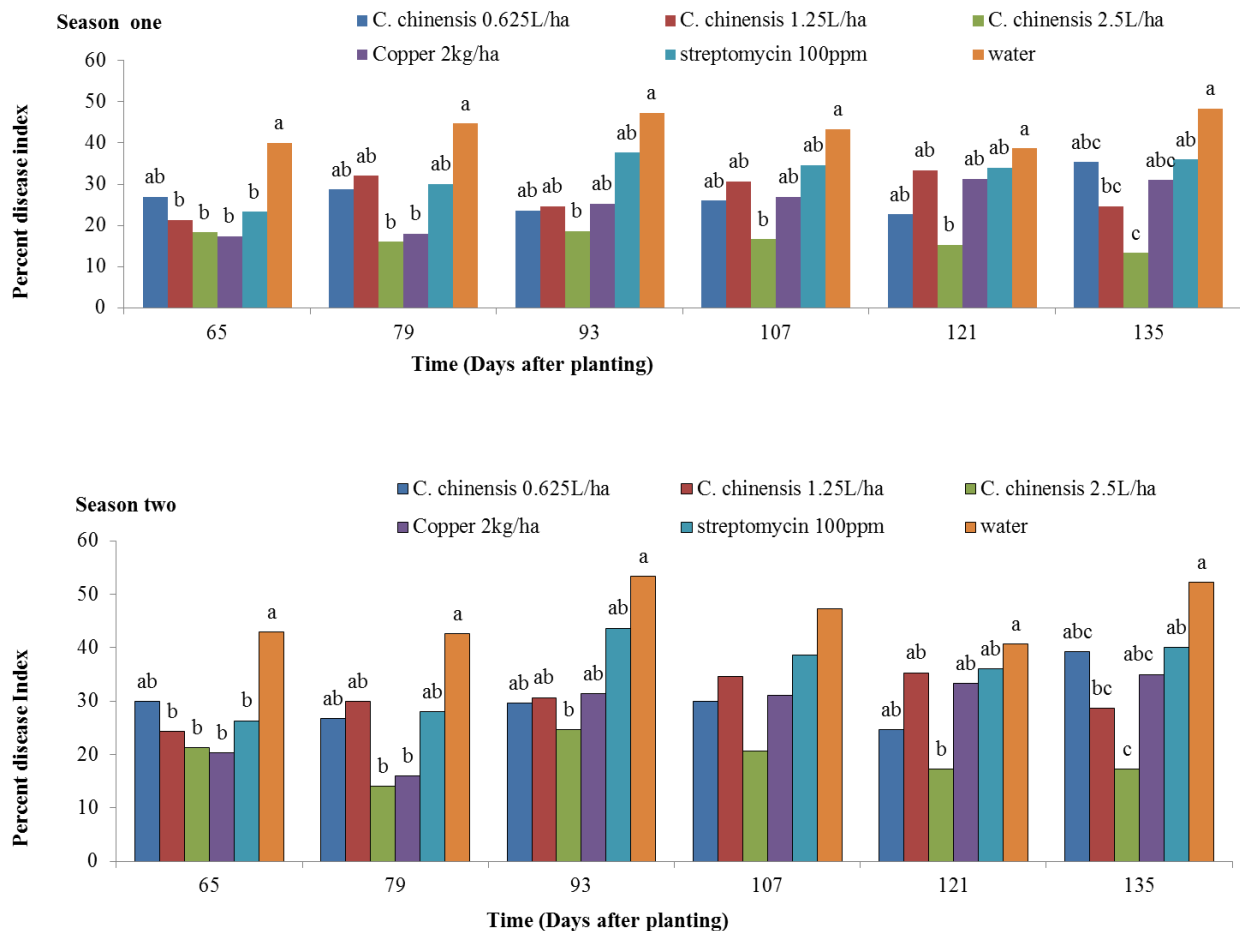 Season one
C. chinensis 0.625L/ha C. chinensis 1.25L/ha C. chinensis 2.5L/ha
Copper 2kg/ha streptomycin 100ppm water
Percent disease index
60
50
40
30
20
10
0
ab b b b b a
ab ab b b ab a
ab ab b ab ab a
ab ab b ab ab a
ab ab b ab ab a
abc bc c abc ab a
65 79 93 107 121 135
Time (Days after planting)
Season two
C. chinensis 0.625L/ha C. chinensis 1.25L/ha C. chinensis 2.5L/ha
Copper 2kg/ha streptomycin 100ppm water
Percent disease Index
60
50
40
30
20
10
0
ab b b b b a
ab ab b b ab a
ab ab b ab ab a
ab ab b ab ab a
abc bc c abc ab a
65 79 93 107 121 135
Time (Days after planting)